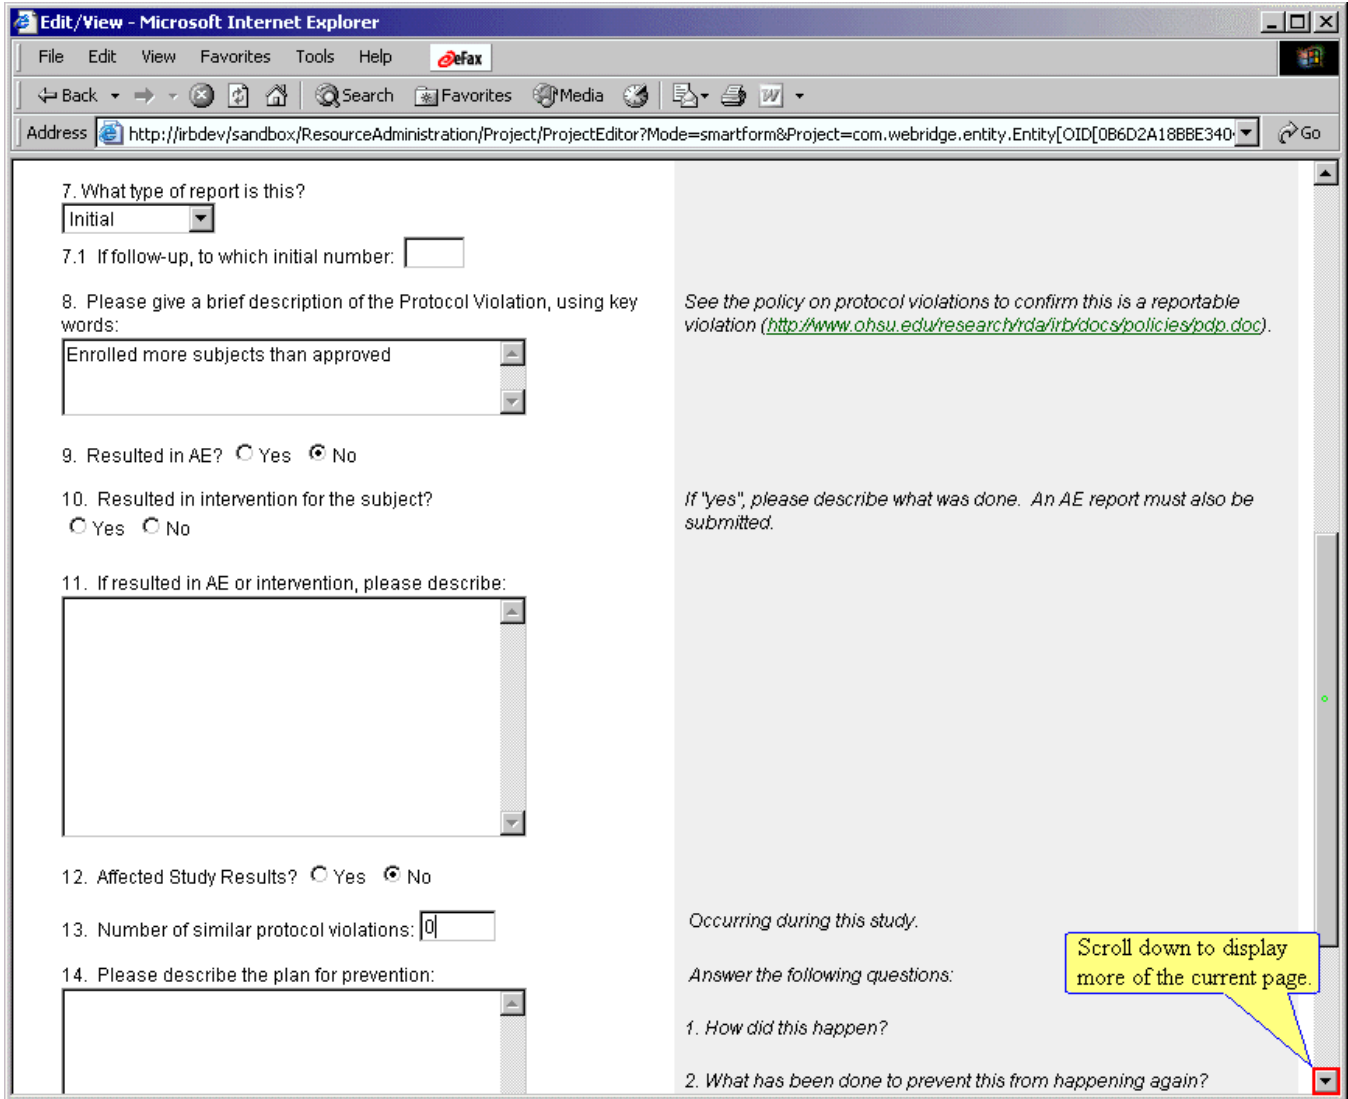 Edit/View - Microsoft Internet Explorer
File Edit View Favorites Tools Help eFax
Back Search Favorites Media
Address http://irbdev/sandbox/ResourceAdministration/Project/ProjectEditor?Mode=smartform&Project=com.webridge.entity.Entity[OID[0B6D2A18BBE340 Go
7. What type of report is this?
Initial
7.1 If follow-up, to which initial number:
8. Please give a brief description of the Protocol Violation, using key
words:
See the policy on protocol violations to confirm this is a reportable
violation (http://www.ohsu.edu/research/rda/irb/docs/policies/pdp.doc).
Enrolled more subjects than approved
9. Resulted in AE? Yes No
10. Resulted in intervention for the subject?
Yes No
If "yes", please describe what was done. An AE report must also be
submitted.
11. If resulted in AE or intervention, please describe:
12. Affected Study Results? Yes No
13. Number of similar protocol violations: 0
Occurring during this study.
14. Please describe the plan for prevention:
Answer the following questions:
1. How did this happen?
2. What has been done to prevent this from happening again?
Scroll down to display
more of the current page.